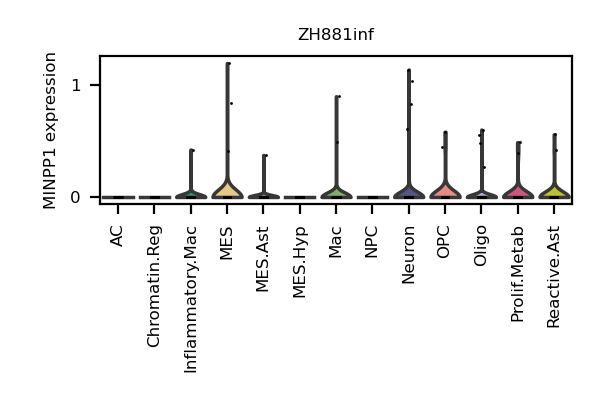 ZH881inf
MINPP1 expression
1
0
AC
Chromatin.Reg
Inflammatory.Mac
MES
MES.Ast
MES.Hyp
Mac
NPC
Neuron
OPC
Oligo
Prolif.Metab
Reactive.Ast